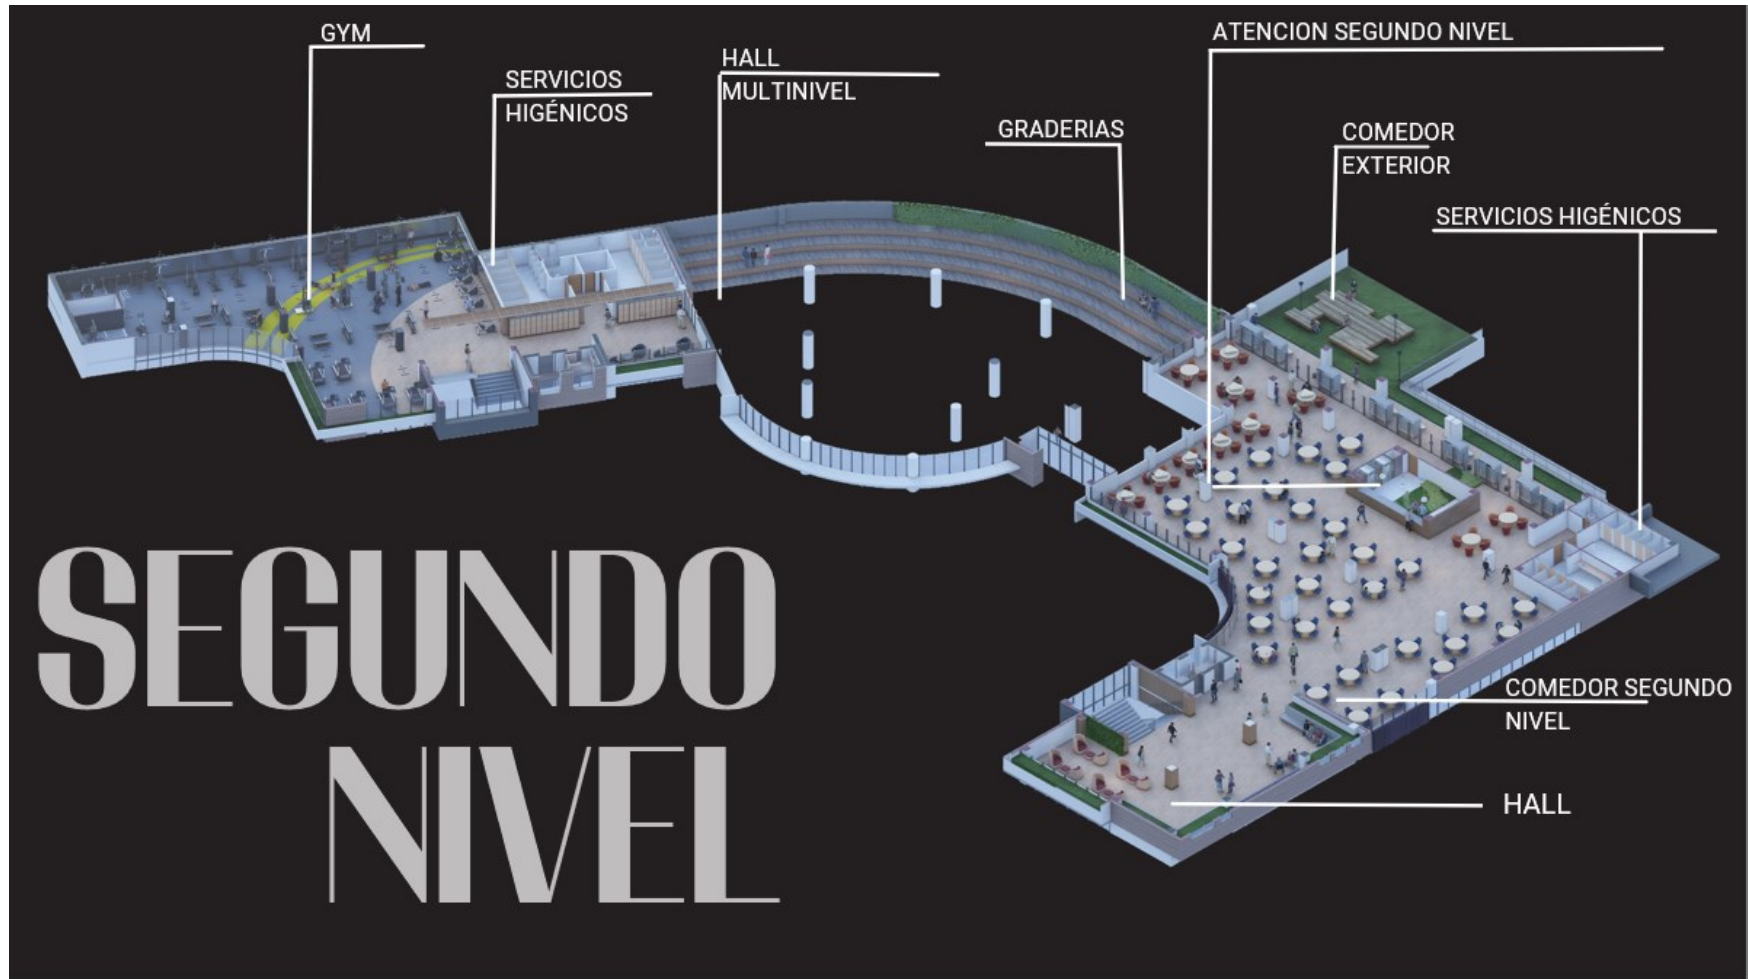 GYM
SERVICIOS
HIGÉNICOS
HALL
MULTINIVEL
GRADERIAS
ATENCION SEGUNDO NIVEL
COMEDOR
EXTERIOR
SERVICIOS HIGÉNICOS
COMEDOR SEGUNDO
NIVEL
HALL
SEGUNDO
NIVEL